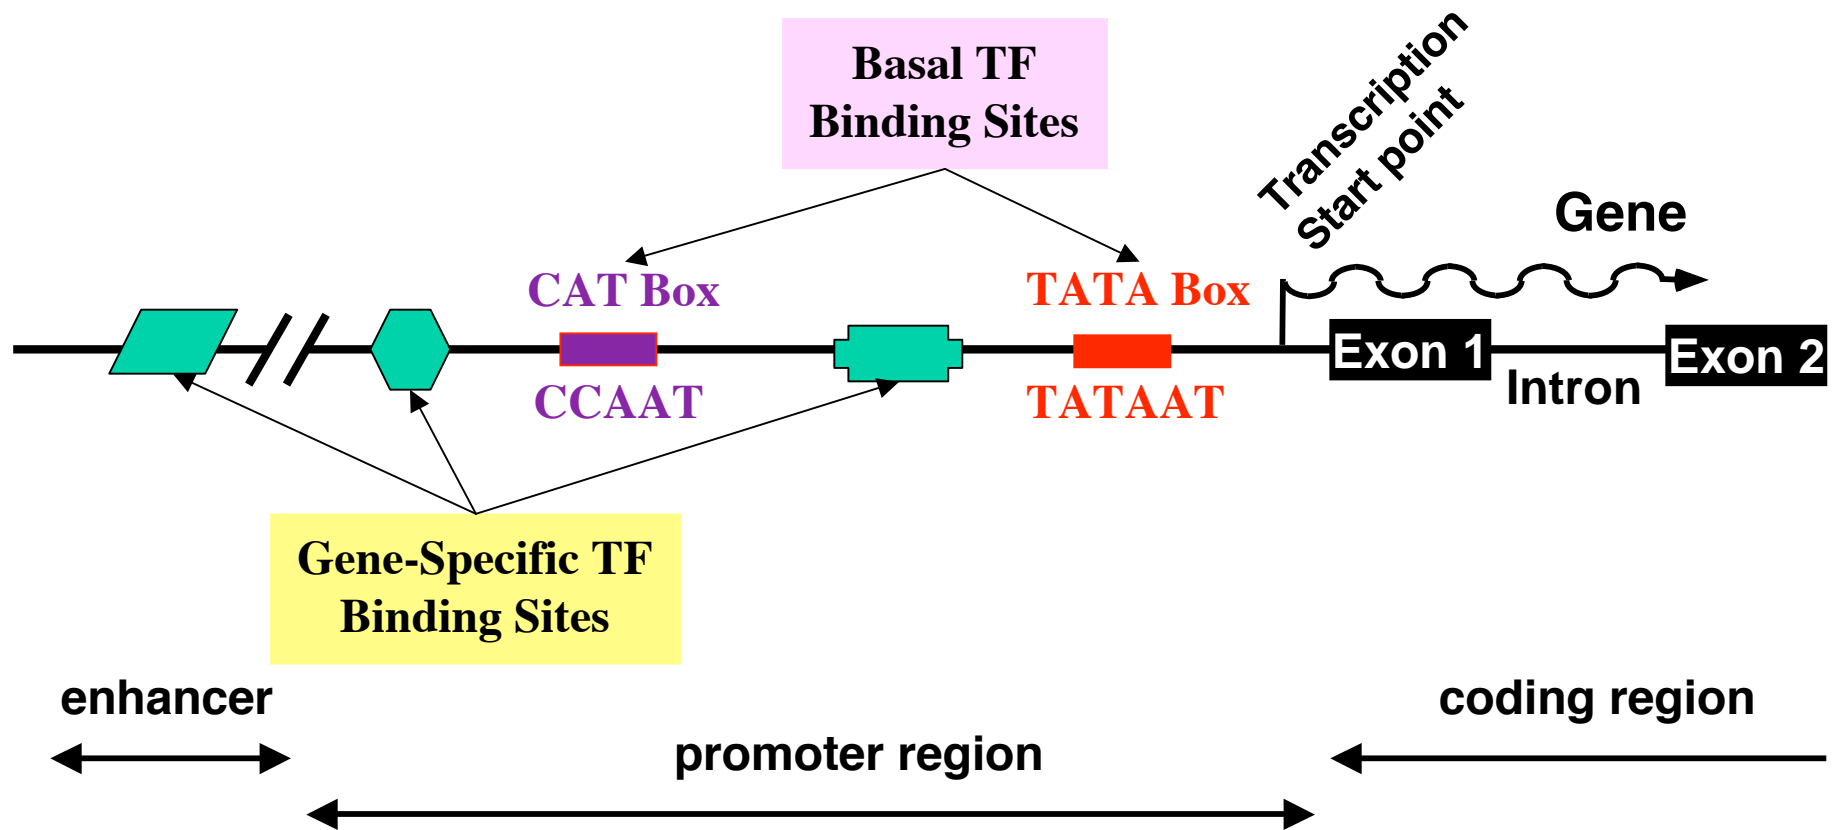 Basal TF
Binding Sites
Transcription
Start point
Gene
CAT Box
TATA Box
Exon 1
Exon 2
Intron
CCAAT
TATAAT
Gene-Specific TF
Binding Sites
enhancer
coding region
promoter region